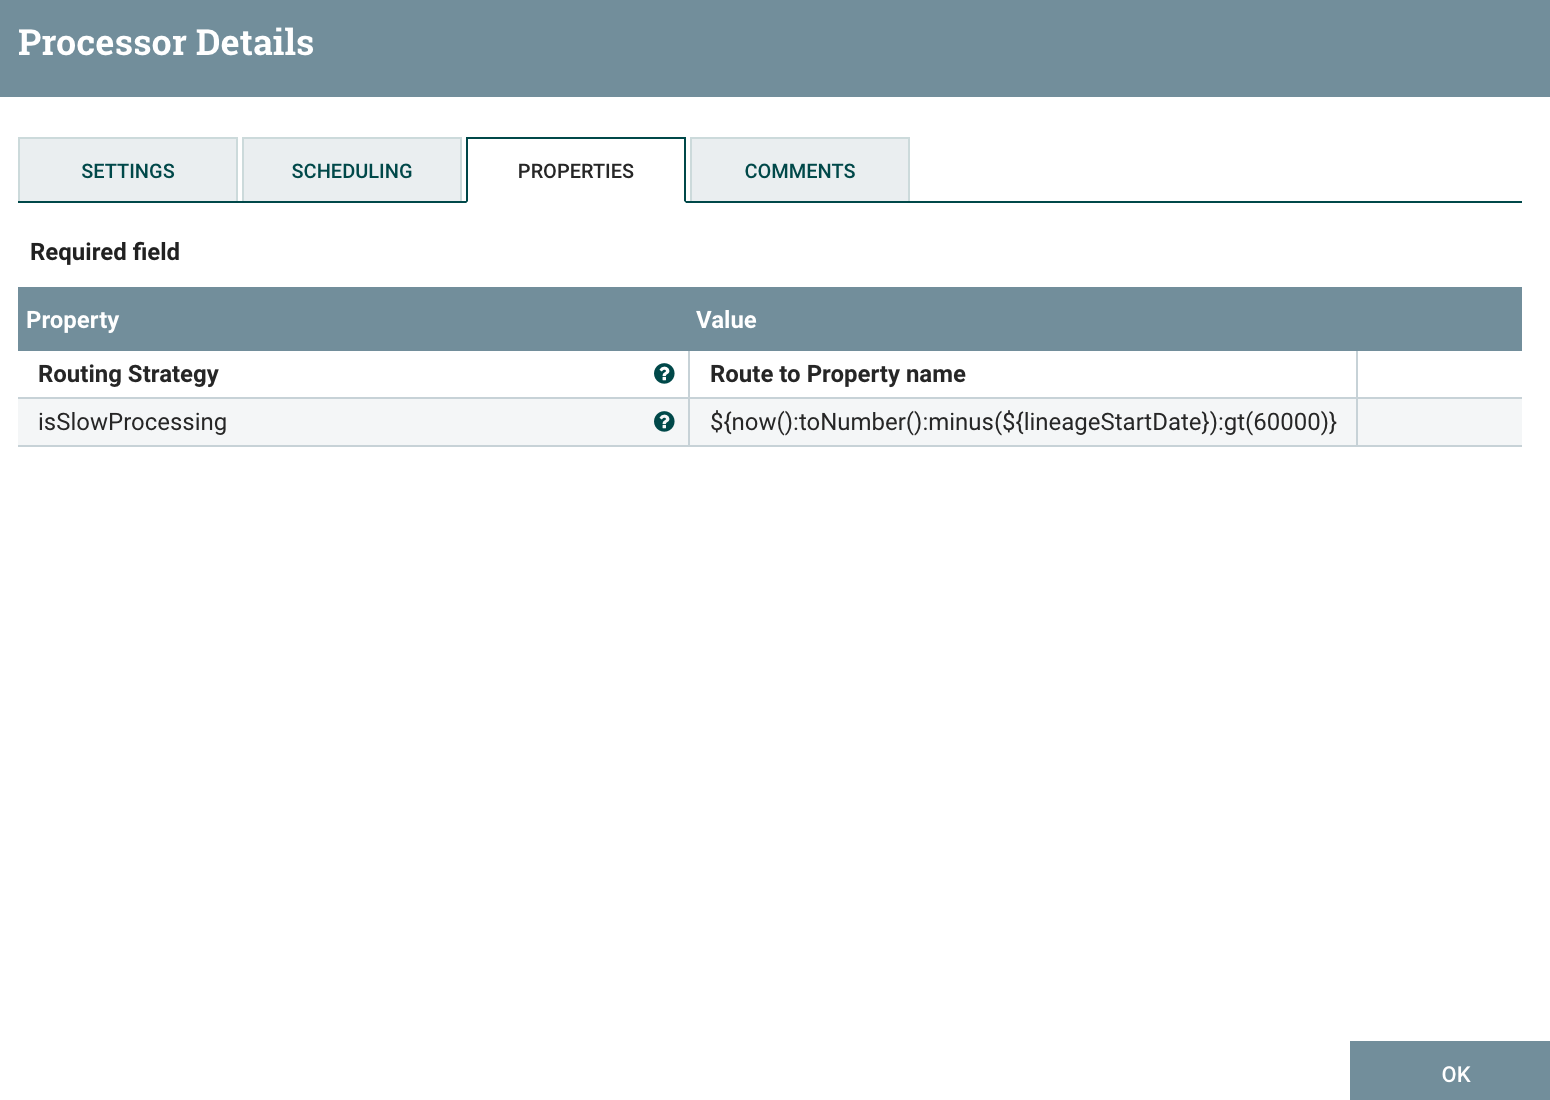 Processor Details
SETTINGS SCHEDULING PROPERTIES COMMENTS
Required field
Property Value
Routing Strategy ? Route to Property name
isSlowProcessing ? ${now():toNumber():minus(${lineageStartDate}):gt(60000)}
OK